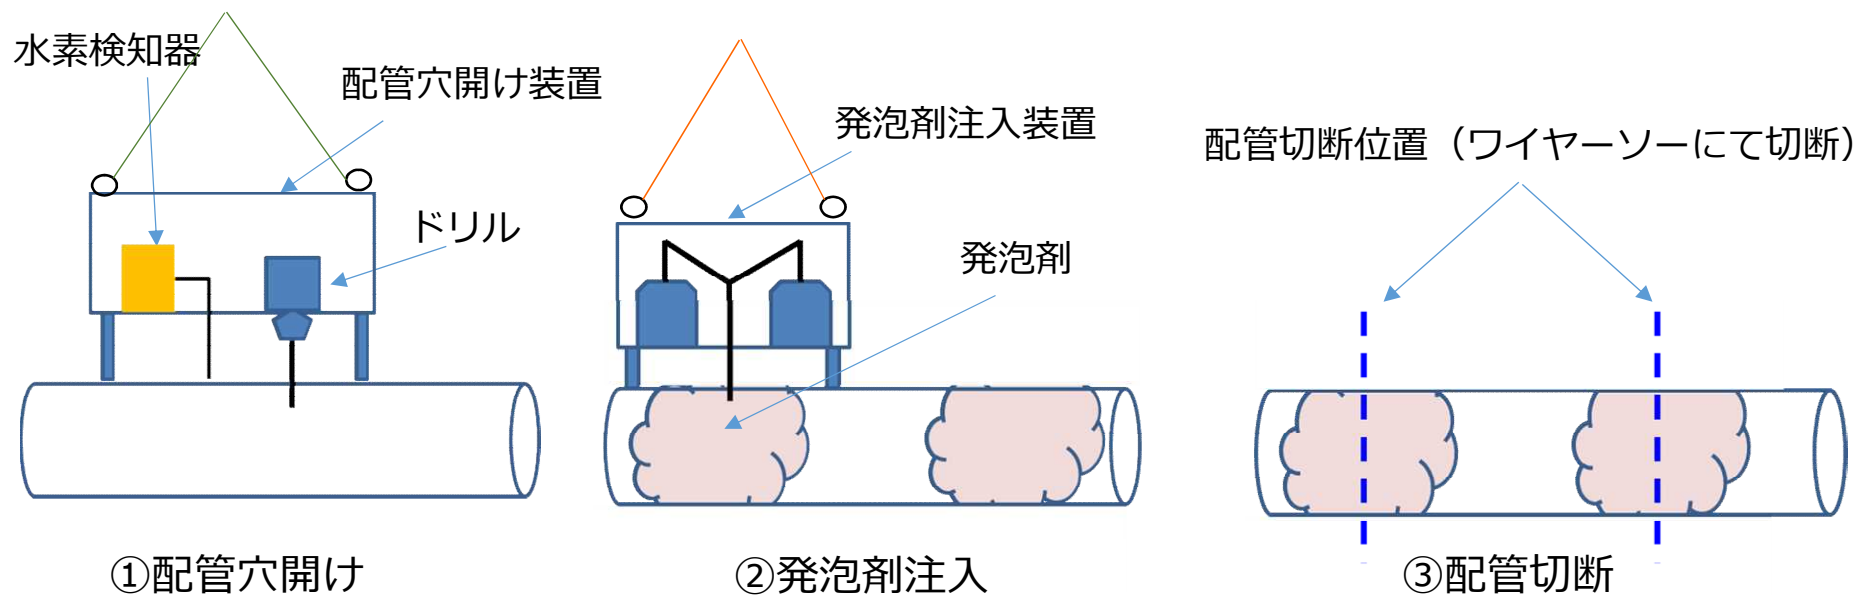 水素検知器
配管穴開け装置
ドリル
①配管穴開け
発泡剤注入装置
発泡剤
②発泡剤注入
配管切断位置（ワイヤーソーにて切断）
③配管切断